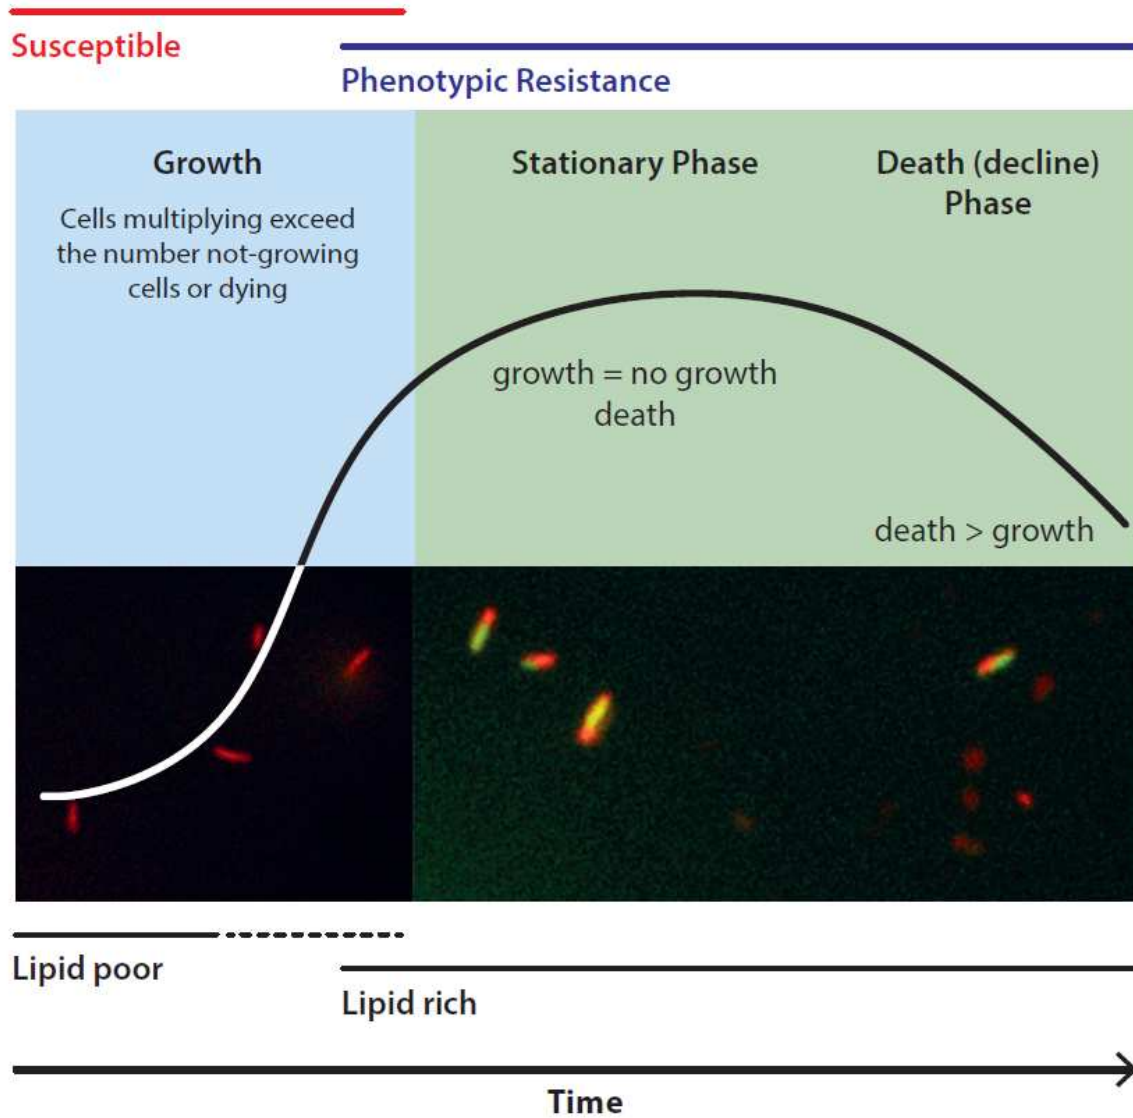 Susceptible
Phenotypic Resistance
Growth
Cells multiplying exceed
the number not-growing
cells or dying
Stationary Phase
Death (decline)
Phase
growth = no growth
death
death > growth
Lipid poor
Lipid rich
Time